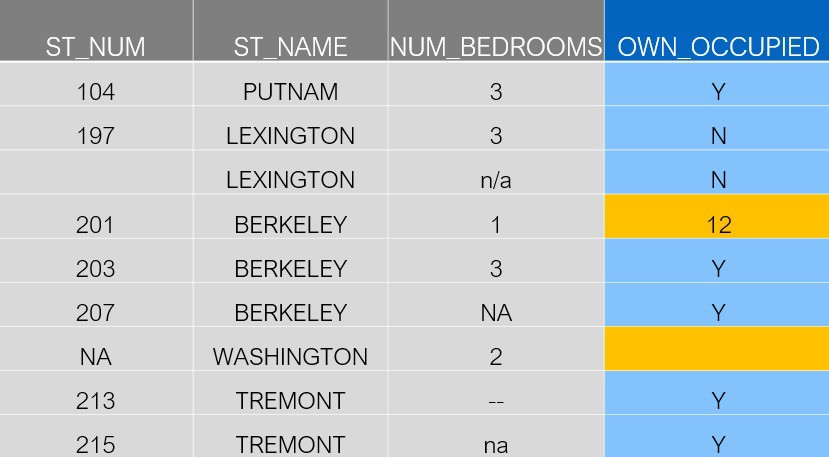 ST_NUM ST_NAME NUM_BEDROOMS OWN_OCCUPIED
104 PUTNAM 3 Y
197 LEXINGTON 3 N
LEXINGTON n/a N
201 BERKELEY 1 12
203 BERKELEY 3 Y
207 BERKELEY NA Y
NA WASHINGTON 2
213 TREMONT -- Y
215 TREMONT na Y